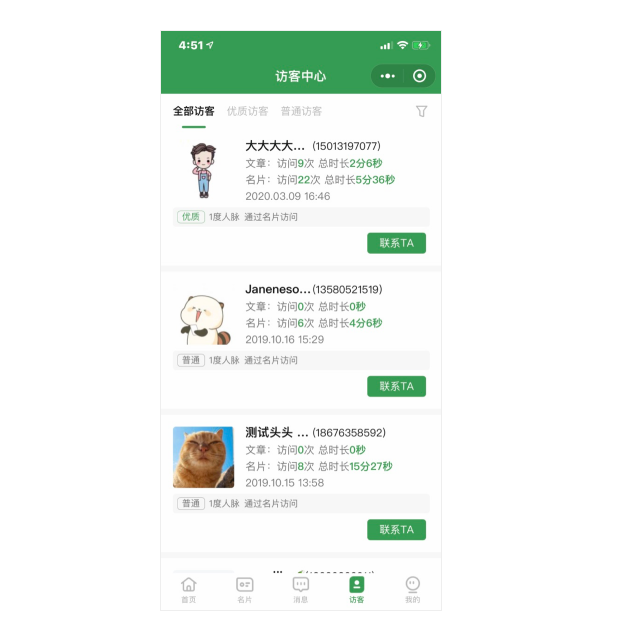 4:51
访客中心
全部访客 优质访客 普通访客
大大大大... (15013197077)
文章：访问9次 总时长2分6秒
名片：访问22次 总时长5分36秒
2020.03.09 16:46
优质 1度人脉 通过名片访问
联系TA
Janeneso...(13580521519)
文章：访问0次 总时长0秒
名片：访问6次 总时长4分6秒
2019.10.16 15:29
普通 1度人脉 通过名片访问
联系TA
测试头头 ... (18676358592)
文章：访问0次 总时长0秒
名片：访问8次 总时长15分27秒
2019.10.15 13:58
普通 1度人脉 通过名片访问
联系TA
首页 名片 消息 访客 我的